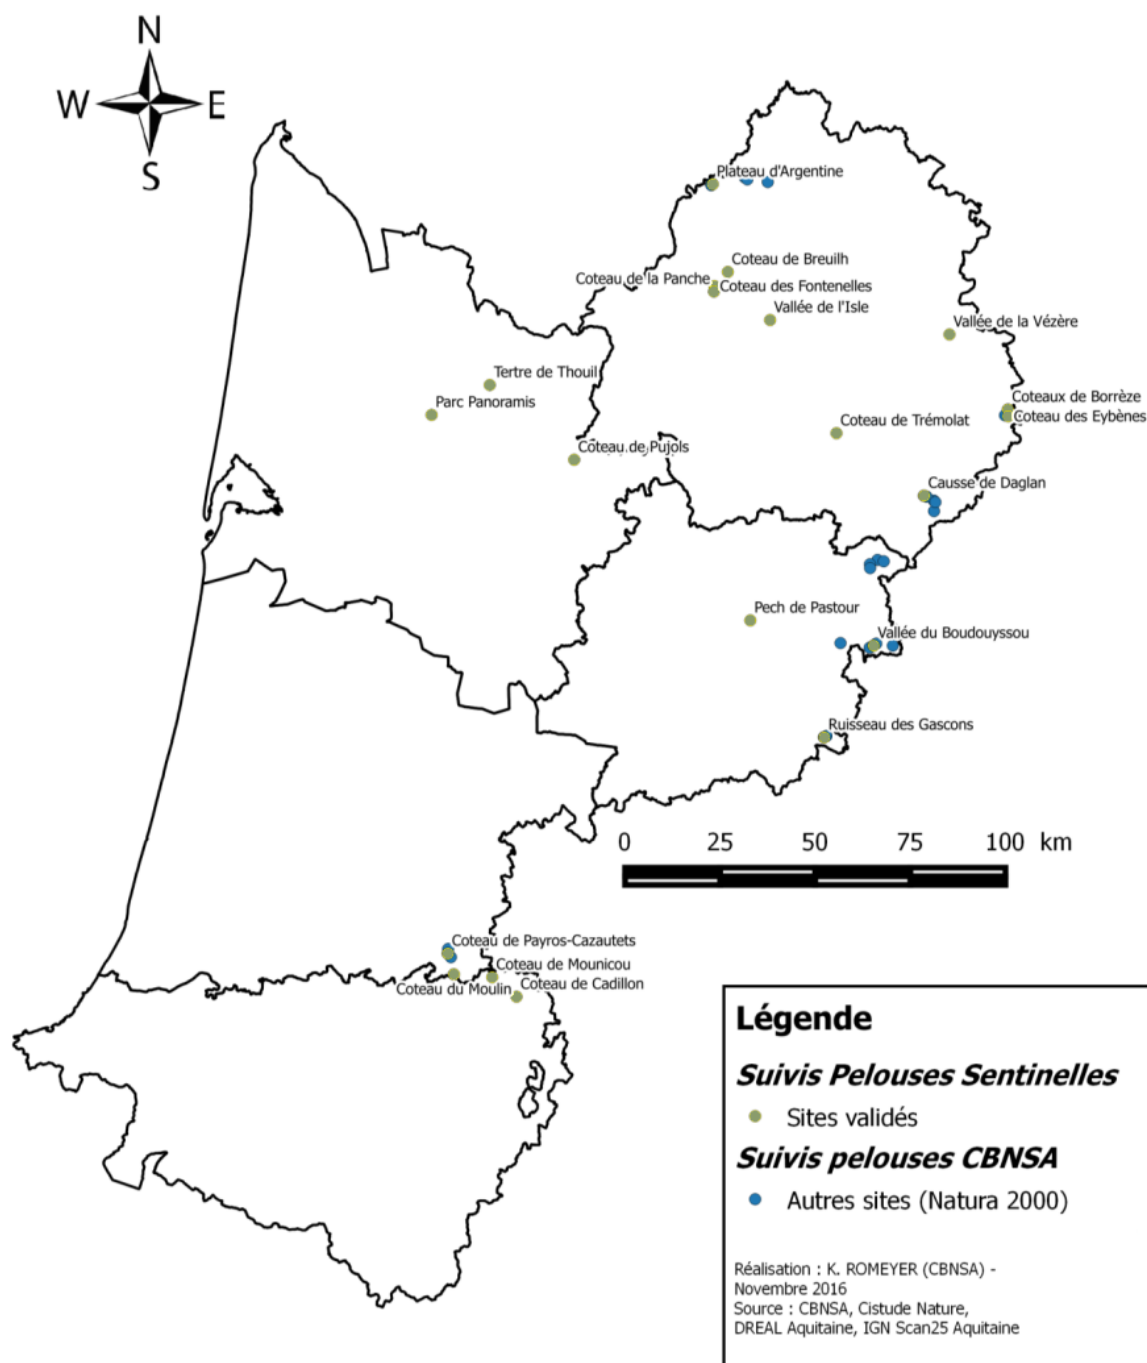 N
W E
S
Plateau d'Argentine
Coteau de Breuilh
Coteau de la Panche
Coteau des Fontenelles
Vallée de l'Isle
Vallée de la Vézère
Tertre de Thouil
Parc Panoramis
Coteaux de Borrèze
Coteau des Eybènes
Coteau de Trémolat
Coteau de Pujols
Causse de Daglan
Pech de Pastour
Vallée du Boudouyssou
Ruisseau des Gascons
0 25 50 75 100 km
Coteau de Payros-Cazautets
Coteau de Mounicou
Coteau du Moulin
Coteau de Cadillon
Légende
Suivis Pelouses Sentinelles
Sites validés
Suivis pelouses CBNSA
Autres sites (Natura 2000)
Réalisation : K. ROMEYER (CBNSA) -
Novembre 2016
Source : CBNSA, Cistude Nature,
DREAL Aquitaine, IGN Scan25 Aquitaine